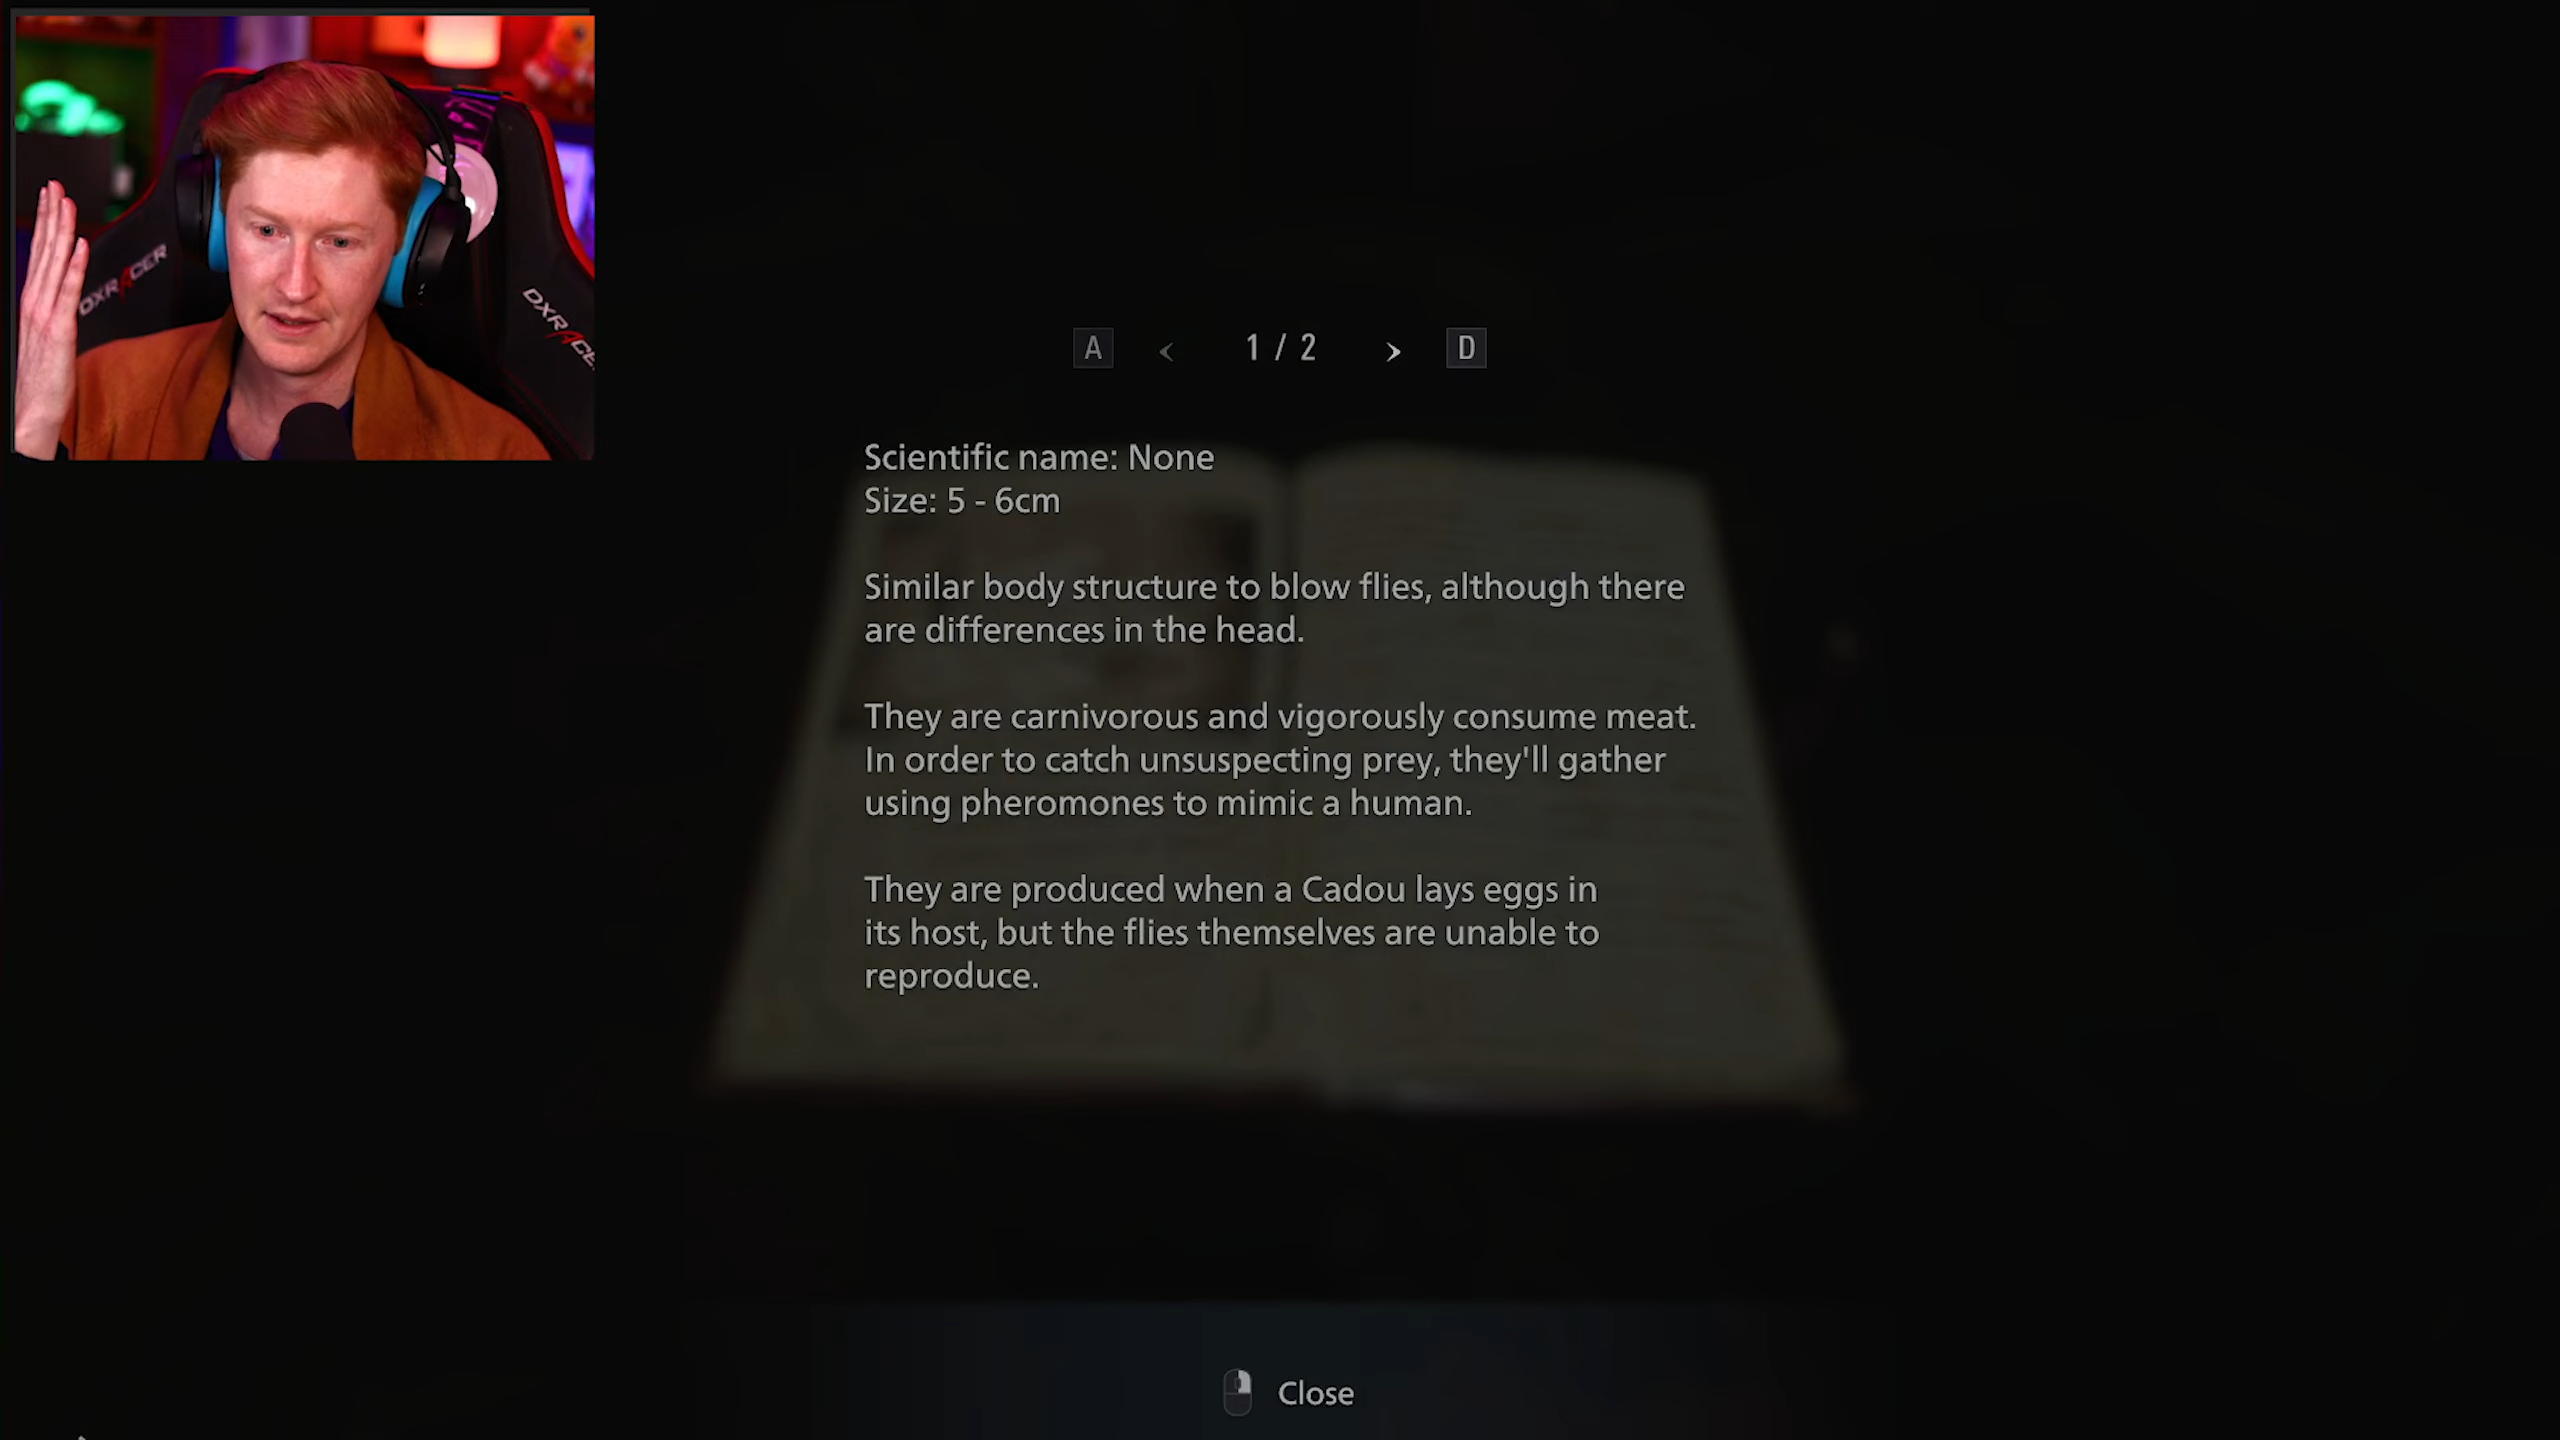 DXRACER
DXRACER
A < 1 / 2 > D
Scientific name: None
Size: 5 - 6cm
Similar body structure to blow flies, although there
are differences in the head.
They are carnivorous and vigorously consume meat.
In order to catch unsuspecting prey, they'll gather
using pheromones to mimic a human.
They are produced when a Cadou lays eggs in
its host, but the flies themselves are unable to
reproduce.
Close